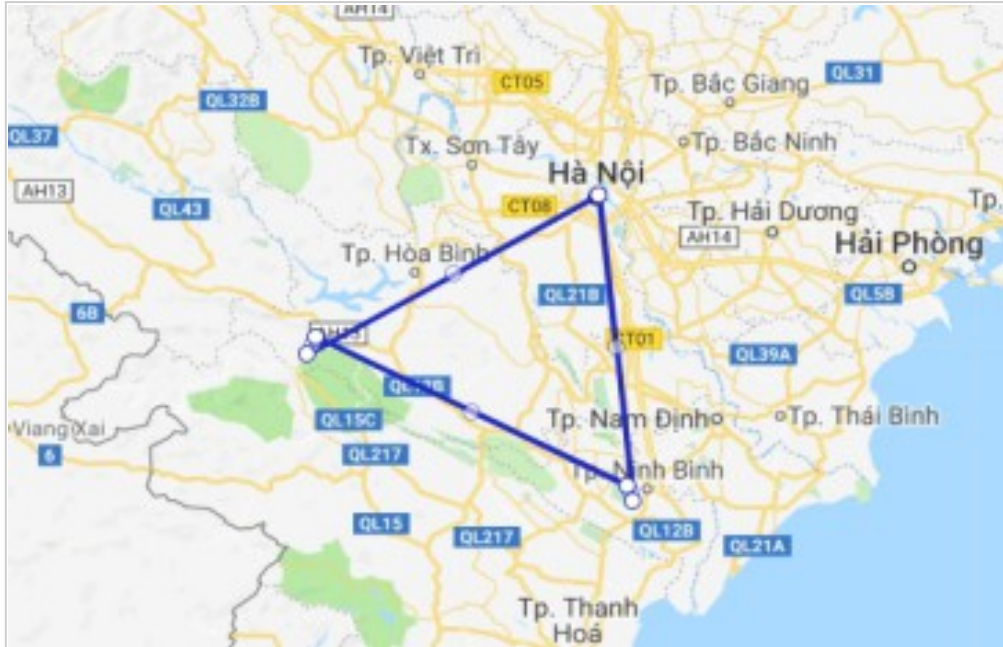 AH14
Tp. Việt Trì
CT05
QL31
Tp. Bắc Giang
QL32B
QL37
Tx. Sơn Tây
Tp. Bắc Ninh
Hà Nội
AH13
QL43
CT08
Tp. Hải Dương
Tp.
AH14
Hải Phòng
Tp. Hòa Bình
QL21B
QL5B
6B
CT01
QL39A
QL12B
QL15C
Tp. Nam Định
Tp. Thái Bình
Viang Xai
6
QL217
Tp. Ninh Bình
QL15
QL217
QL12B
QL21A
Tp. Thanh
Hoá